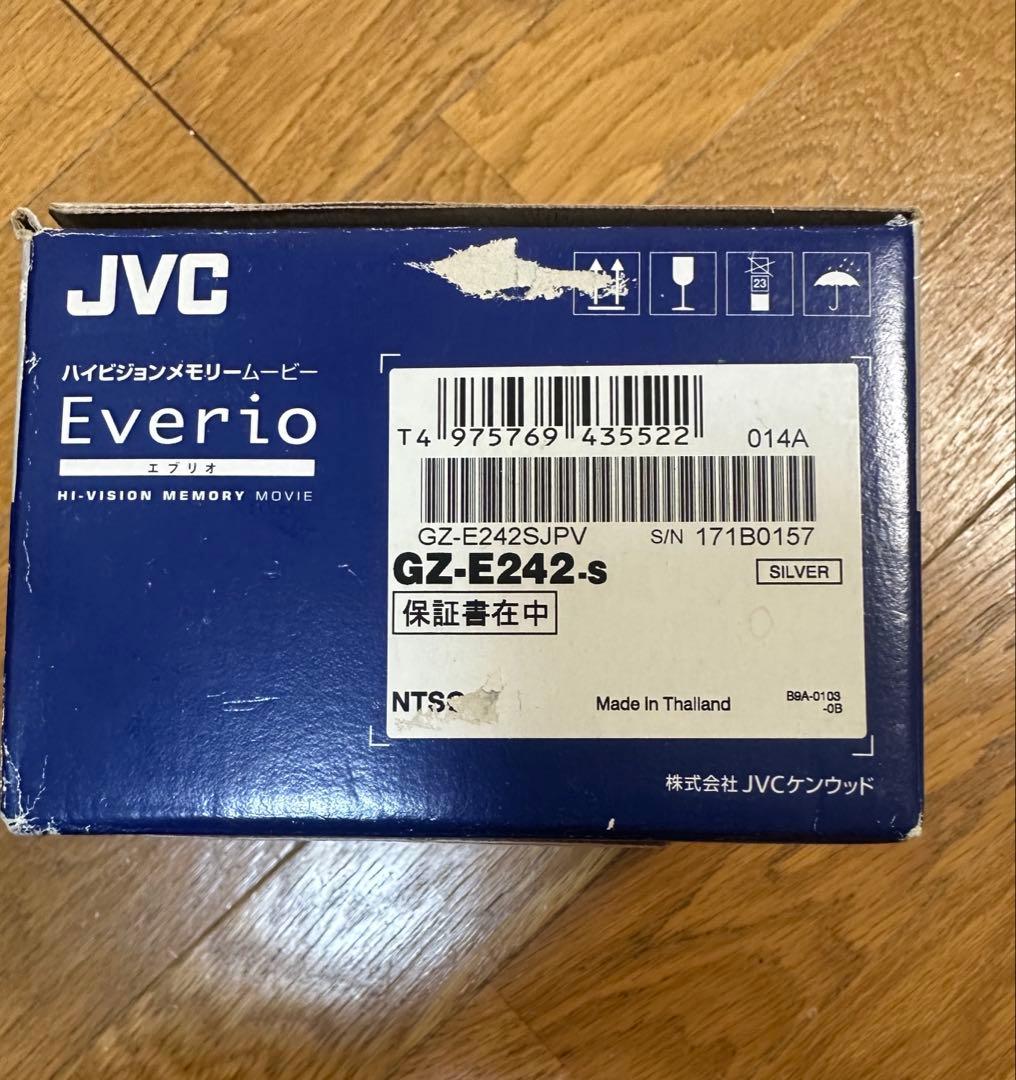 JVC
ハイビジョンメモリームービー
Everio
エブリオ
HI-VISION MEMORY MOVIE
23
T4 975769 435522
014A
GZ-E242SJPV
S/N 171B0157
GZ-E242-S
SILVER
保証書在中
NTSC
Made In Thailand
B9A-0103
-0B
株式会社 JVCケンウッド